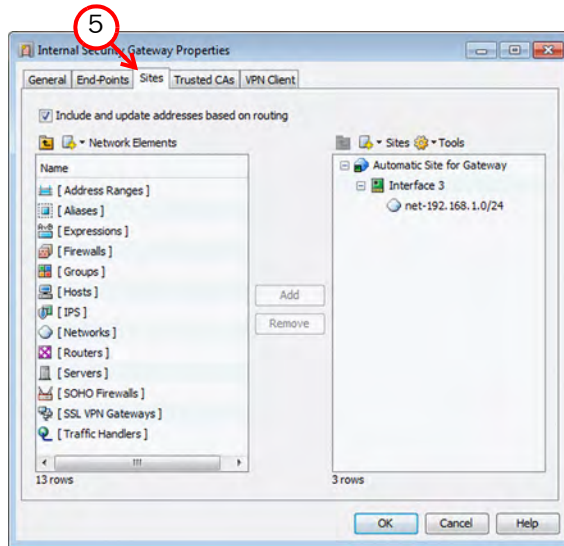 5
Internal Security Gateway Properties
General End-Points Sites Trusted CAs VPN Client
Include and update addresses based on routing
Network Elements
Sites Tools
Name
[ Address Ranges ]
[ Aliases ]
[ Expressions ]
[ Firewalls ]
[ Groups ]
[ Hosts ]
[ IPS ]
[ Networks ]
[ Routers ]
[ Servers ]
[ SOHO Firewalls ]
[ SSL VPN Gateways ]
[ Traffic Handlers ]
13 rows
Add
Remove
Automatic Site for Gateway
Interface 3
net-192.168.1.0/24
3 rows
OK Cancel Help